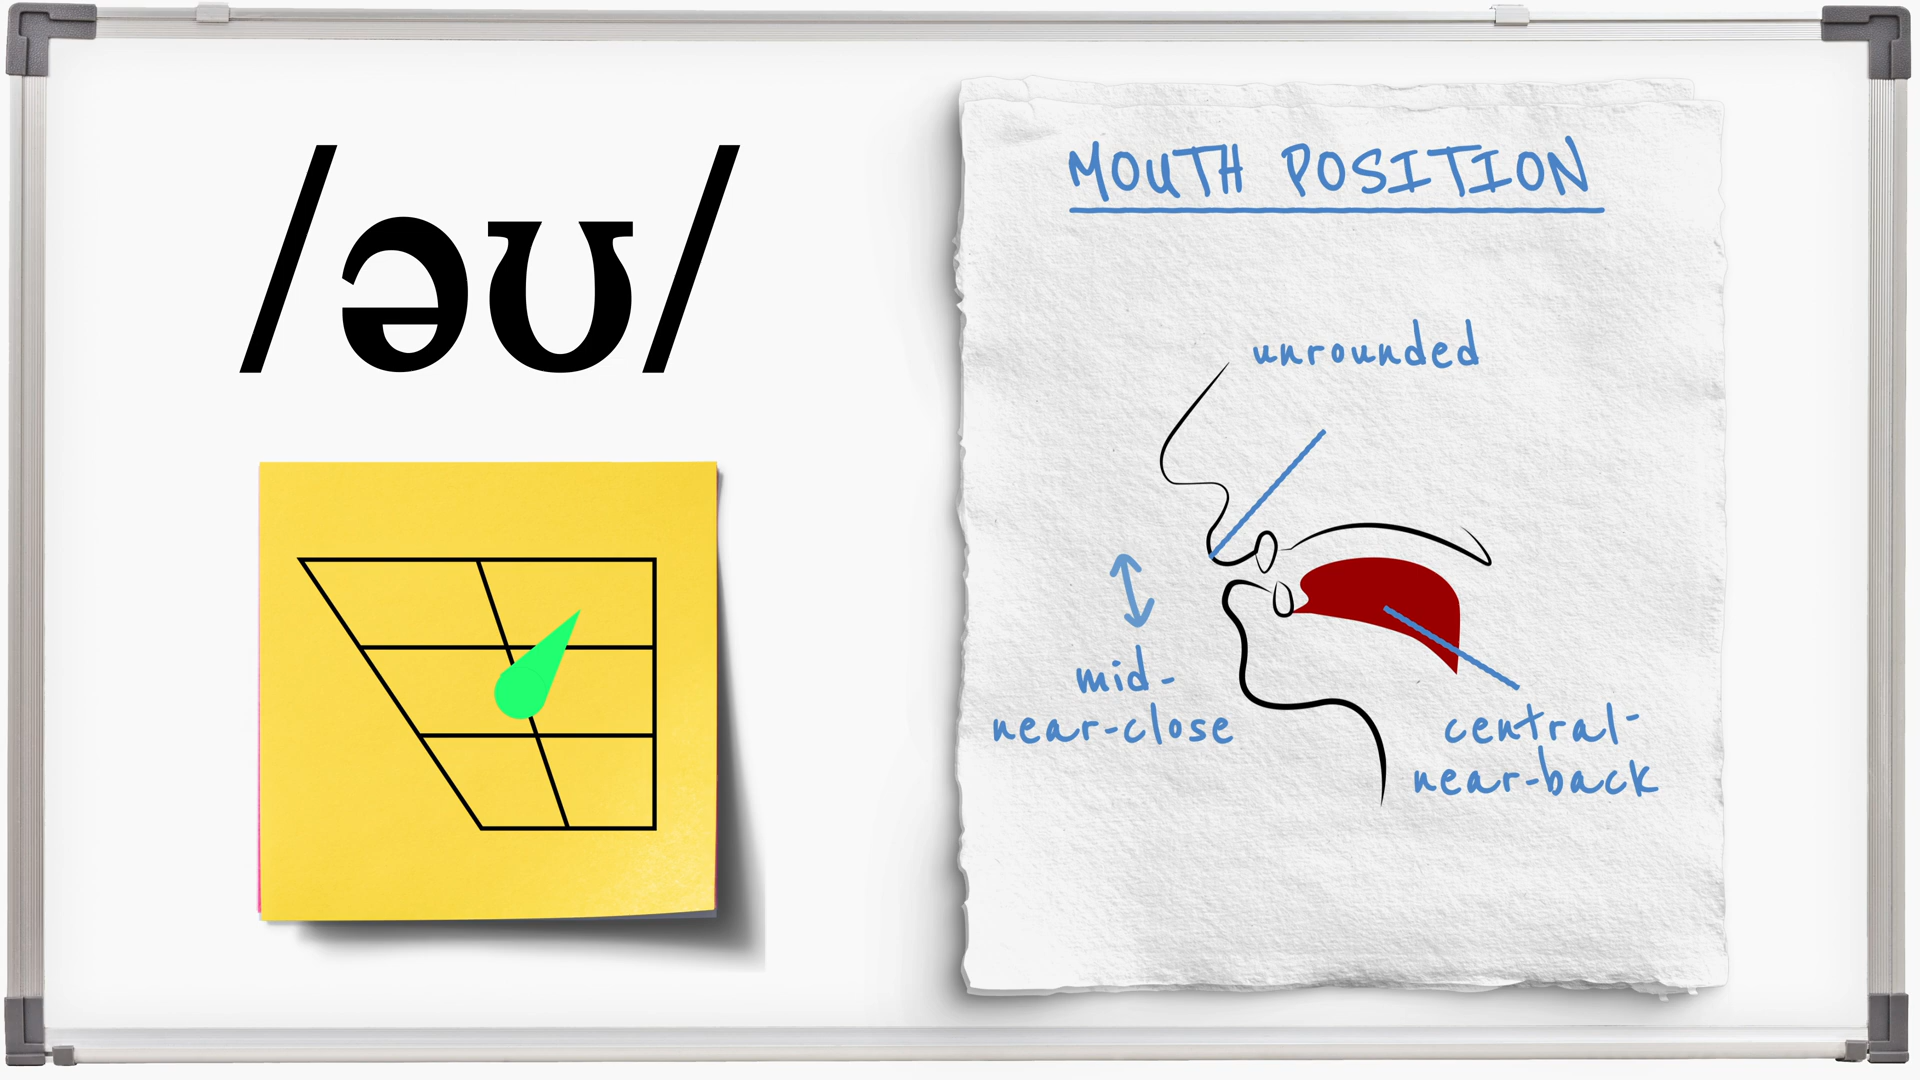 /əʊ/
MOUTH POSITION
unrounded
mid-
near-close
central-
near-back